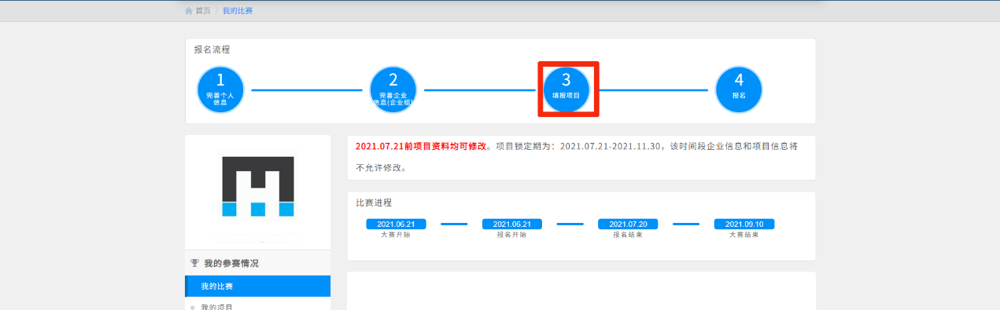 首页 / 我的比赛
报名流程
1
完善个人
信息
2
完善企业
信息(企业组)
3
填报项目
4
报名
2021.07.21前项目资料均可修改。项目锁定期为：2021.07.21-2021.11.30，该时间段企业信息和项目信息将
不允许修改。
比赛进程
2021.06.21
大赛开始
2021.06.21
报名开始
2021.07.20
报名结束
2021.09.10
大赛结束
我的参赛情况
我的比赛
我的项目